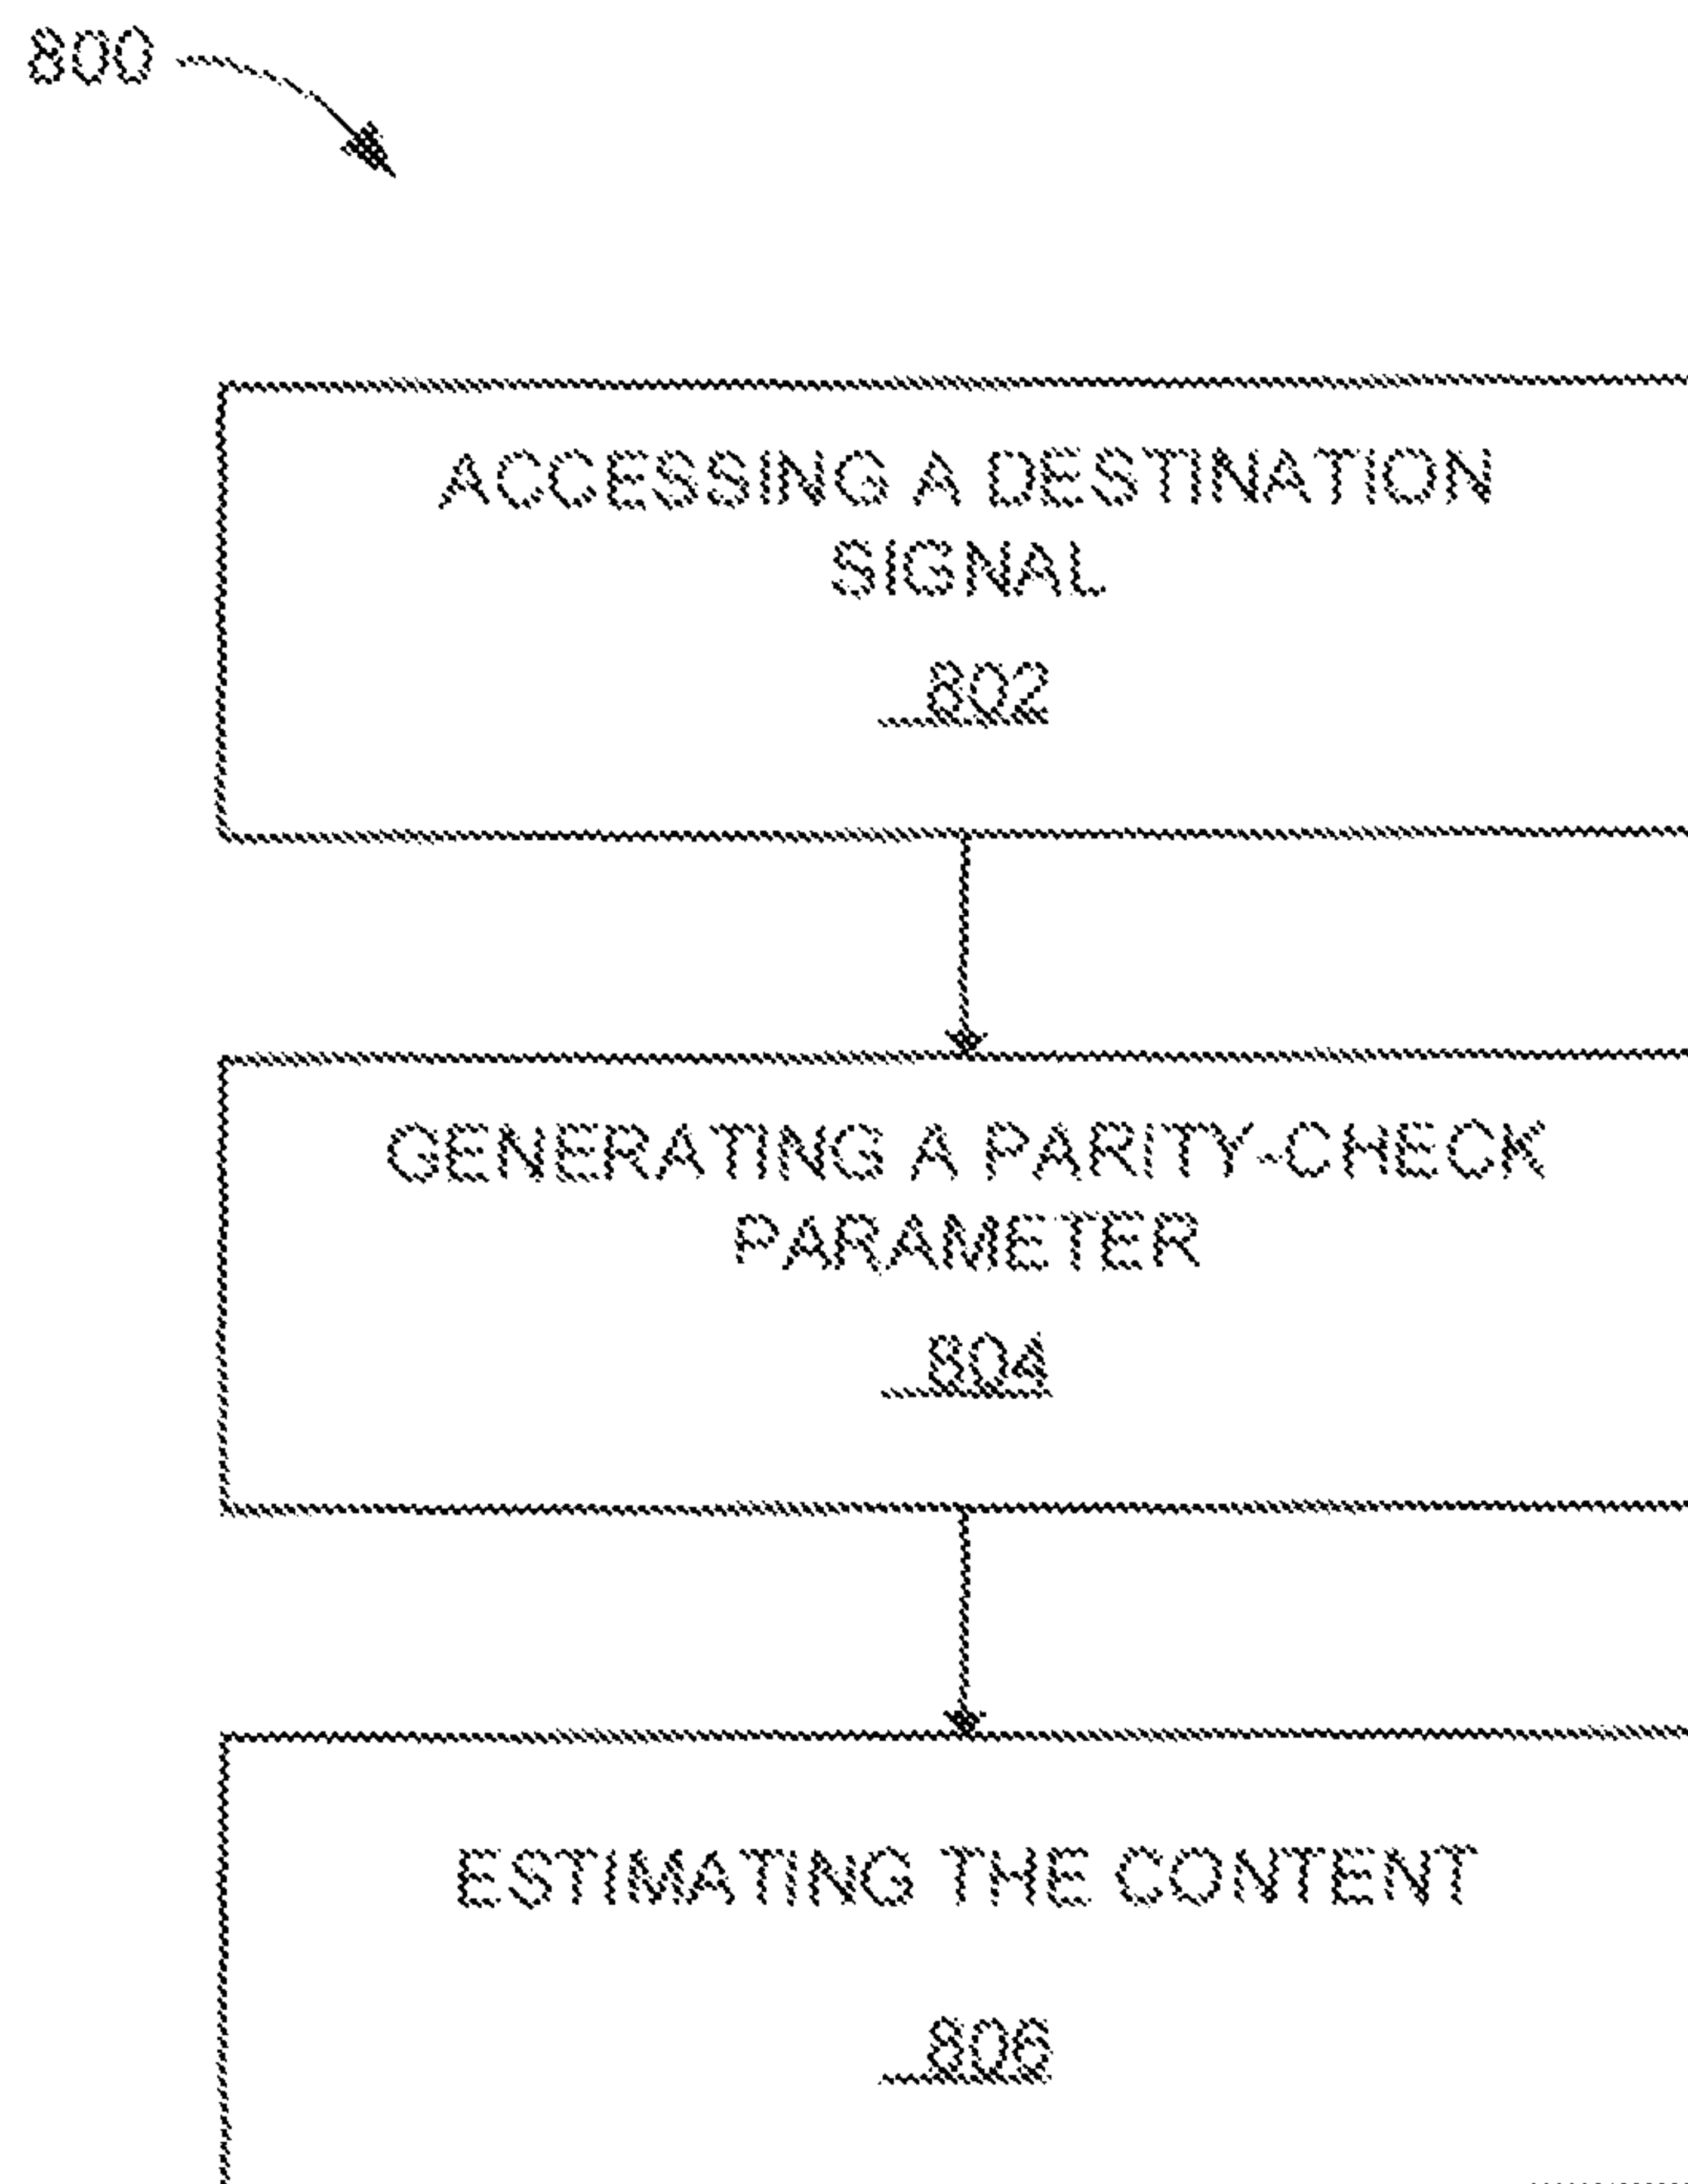 800
ACCESSING A DESTINATION
SIGNAL
802
GENERATING A PARITY-CHECK
PARAMETER
804
ESTIMATING THE CONTENT
806